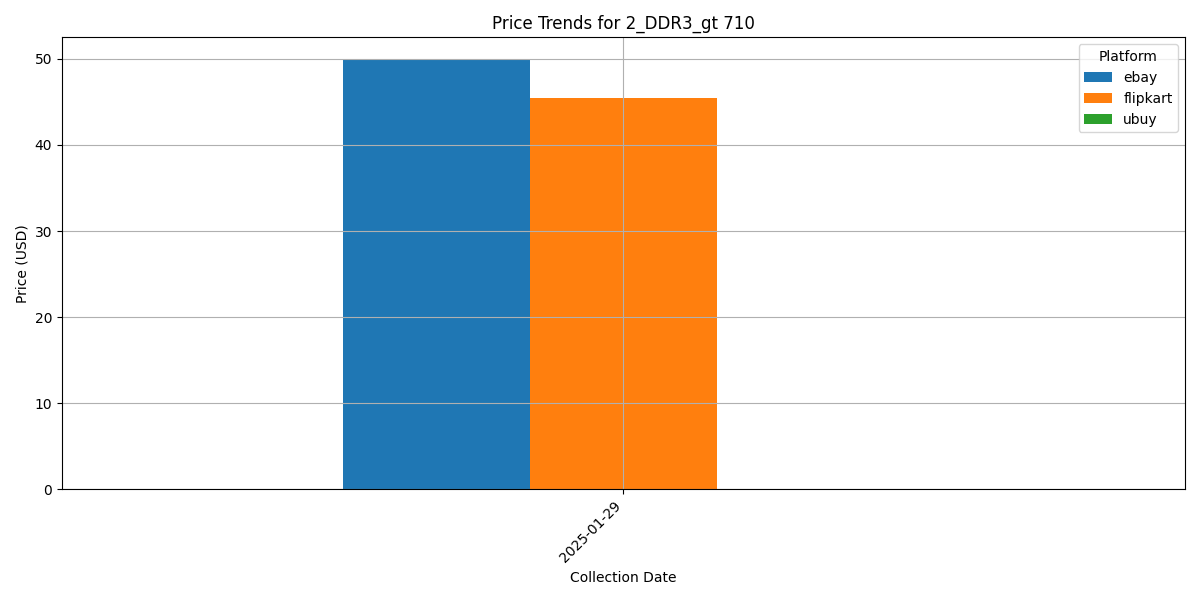 Price Trends for 2_DDR3_gt 710
Platform
ebay
flipkart
ubuy
50
40
30
20
10
0
Price (USD)
2025-01-29
Collection Date